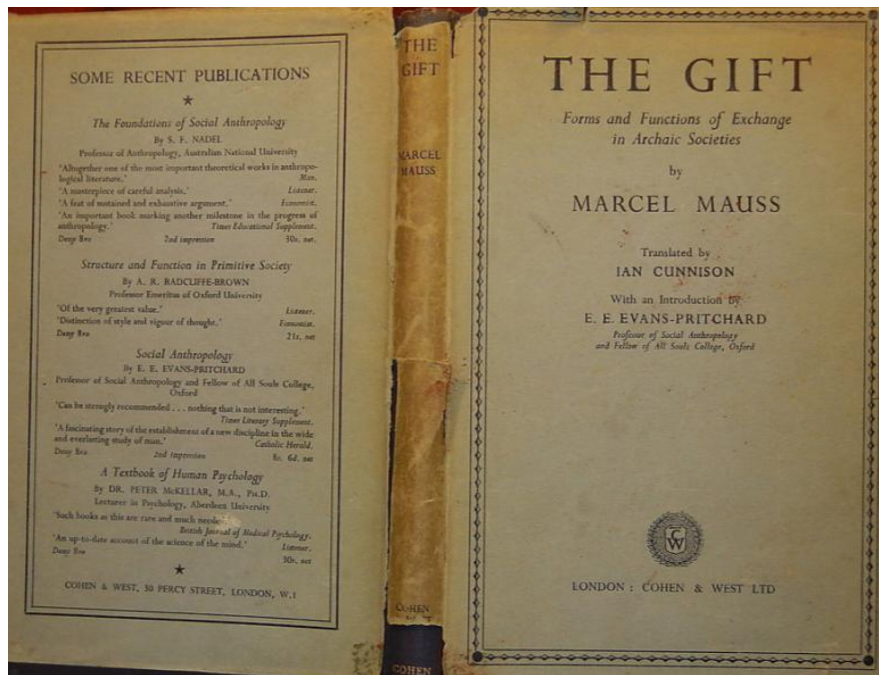 SOME RECENT PUBLICATIONS
★
The Foundations of Social Anthropology
By S. F. NADEL
Professor of Anthropology, Australian National University
'Altogether one of the most important theoretical works in anthropo-
logical literature.' Man.
'A masterpiece of careful analysis.' Listener.
'A feat of sustained and exhaustive argument.' Economist.
'An important book marking another milestone in the progress of
anthropology.' Times Educational Supplement.
Demy 8vo 2nd impression 30s. net.
Structure and Function in Primitive Society
By A. R. RADCLIFFE-BROWN
Professor Emeritus of Oxford University
'Of the very greatest value.' Listener.
'Distinction of style and vigour of thought.' Economist.
Demy 8vo 21s. net
Social Anthropology
By E. E. EVANS-PRITCHARD
Professor of Social Anthropology and Fellow of All Souls College,
Oxford
'Can be strongly recommended . . . nothing that is not interesting.'
Times Literary Supplement.
'A fascinating story of the establishment of a new discipline in the wide
and everlasting study of man.' Catholic Herald.
Demy 8vo 2nd impression 8s. 6d. net
A Textbook of Human Psychology
By DR. PETER McKELLAR, M.A., PH.D.
Lecturer in Psychology, Aberdeen University
'Such books as this are rare and much needed.'
British Journal of Medical Psychology.
'An up-to-date account of the science of the mind.' Listener.
Demy 8vo 30s. net
★
COHEN & WEST, 30 PERCY STREET, LONDON, W.1
THE
GIFT
MARCEL
MAUSS
COHEN
COHEN
THE GIFT
Forms and Functions of Exchange
in Archaic Societies
by
MARCEL MAUSS
Translated by
IAN CUNNISON
With an Introduction by
E. E. EVANS-PRITCHARD
Professor of Social Anthropology
and Fellow of All Souls College, Oxford
C
W
LONDON : COHEN & WEST LTD